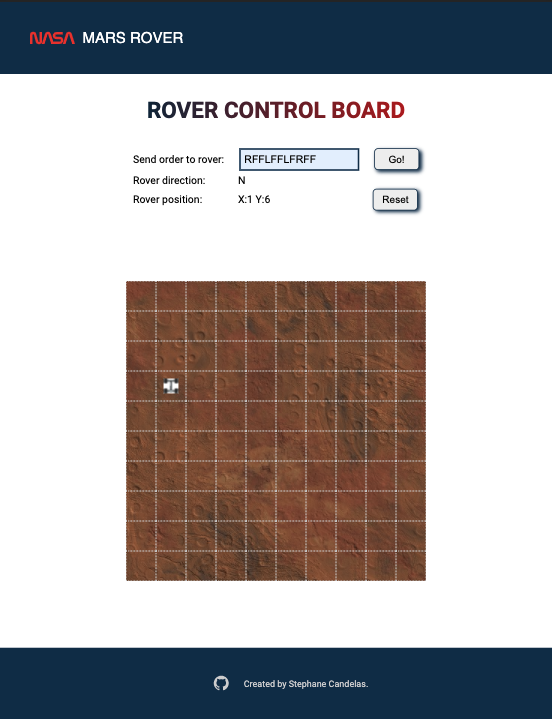 NASA MARS ROVER
ROVER CONTROL BOARD
Send order to rover: RFFLFFLFRFF Go!
Rover direction: N
Rover position: X:1 Y:6 Reset
Created by Stephane Candelas.